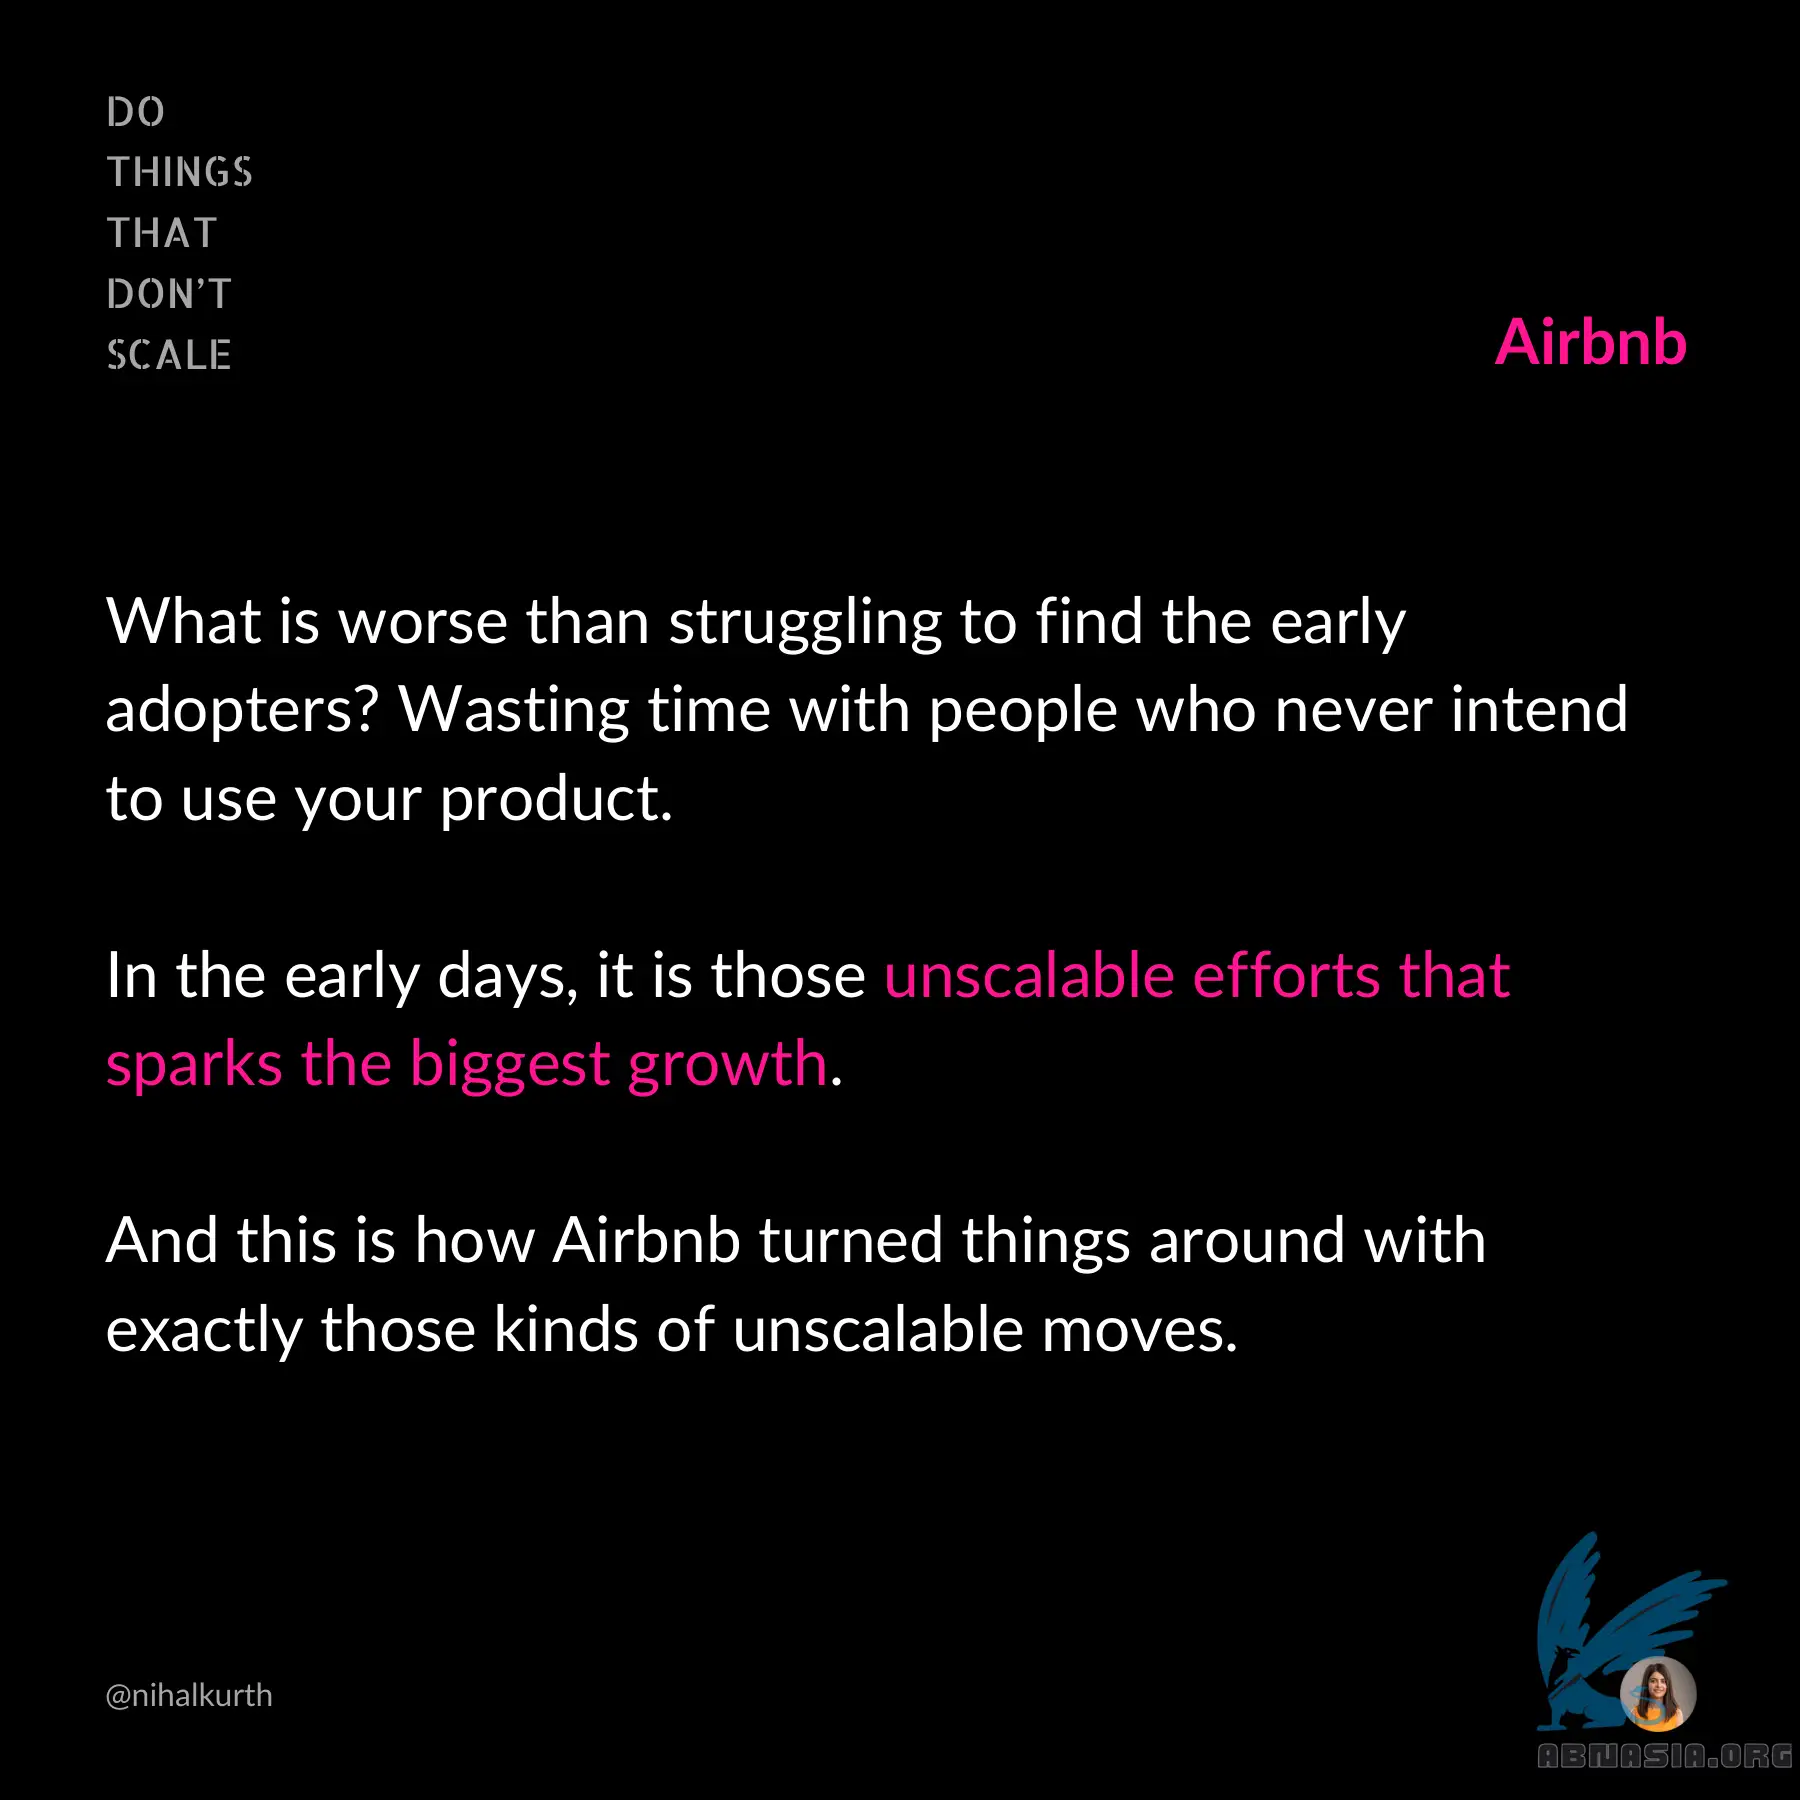 DO
THINGS
THAT
DON'T
SCALE
Airbnb
What is worse than struggling to find the early
adopters? Wasting time with people who never intend
to use your product.
In the early days, it is those unscalable efforts that
sparks the biggest growth.
And this is how Airbnb turned things around with
exactly those kinds of unscalable moves.
@nihalkurth
ABNASIA.ORG